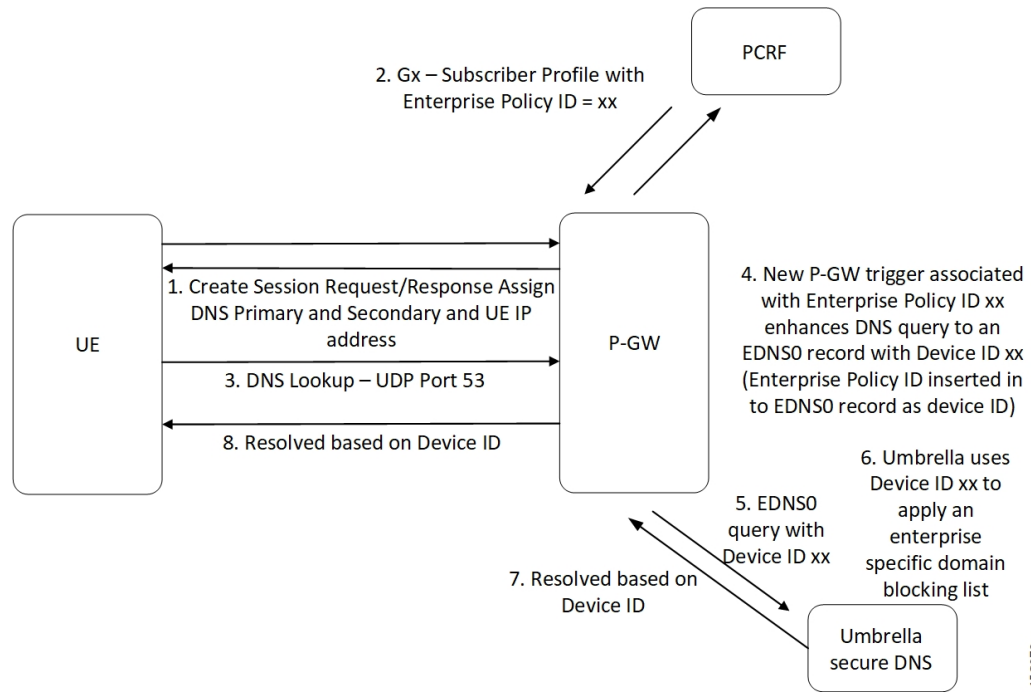 PCRF
2. Gx – Subscriber Profile with
Enterprise Policy ID = xx
UE
1. Create Session Request/Response Assign
DNS Primary and Secondary and UE IP
address
3. DNS Lookup – UDP Port 53
8. Resolved based on Device ID
P-GW
4. New P-GW trigger associated
with Enterprise Policy ID xx
enhances DNS query to an
EDNS0 record with Device ID xx
(Enterprise Policy ID inserted in
to EDNS0 record as device ID)
5. EDNS0
query with
Device ID xx
6. Umbrella uses
Device ID xx to
apply an
enterprise
specific domain
blocking list
7. Resolved based on
Device ID
Umbrella
secure DNS